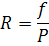 R = f/P